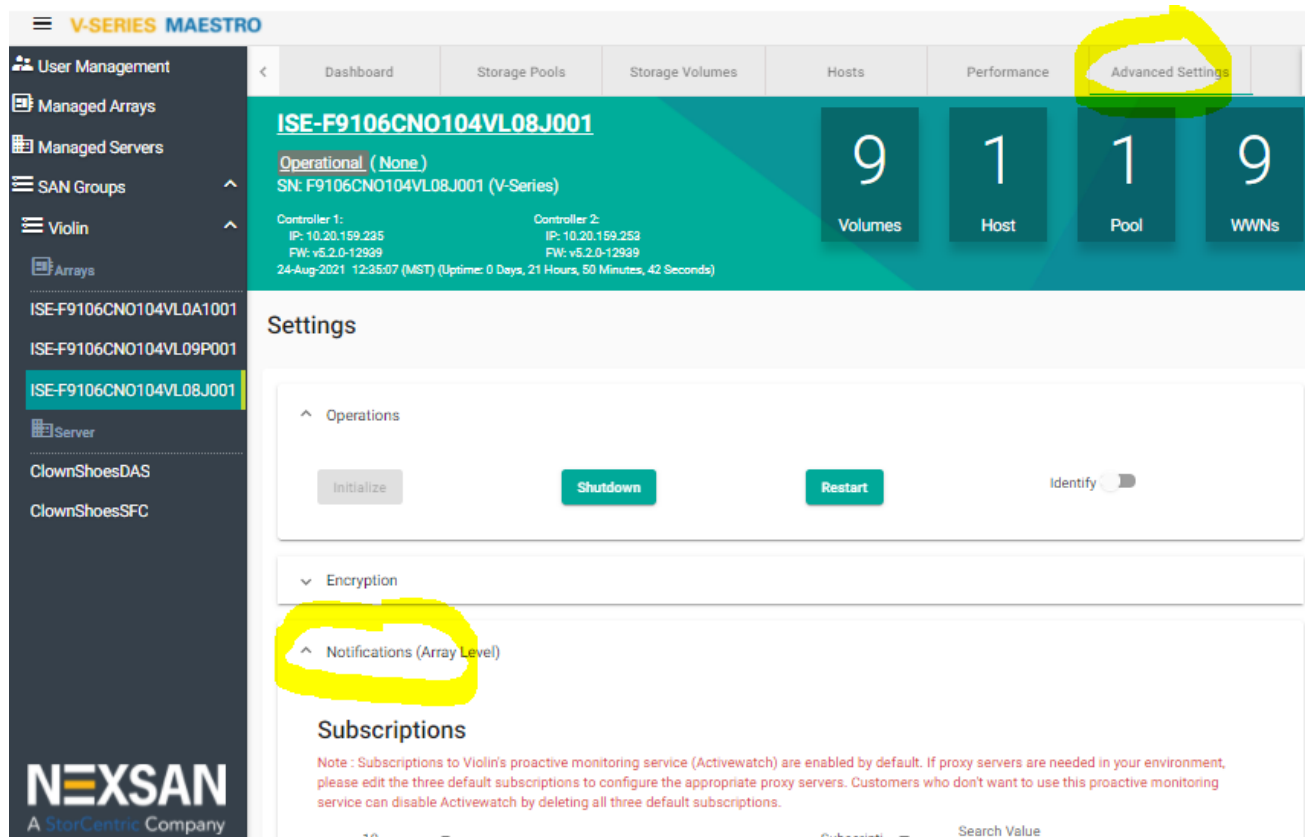 V-SERIES MAESTRO
User Management
Managed Arrays
Managed Servers
SAN Groups
Violin
Arrays
ISE-F9106CNO104VL0A1001
ISE-F9106CNO104VL09P001
ISE-F9106CNO104VL08J001
Server
ClownShoesDAS
ClownShoesSFC
NEXSAN
A StorCentric Company
Dashboard Storage Pools Storage Volumes Hosts Performance Advanced Settings
ISE-F9106CNO104VL08J001
Operational (None)
SN: F9106CNO104VL08J001 (V-Series)
Controller 1: Controller 2:
IP: 10.20.159.235 IP: 10.20.159.253
FW: v5.2.0-12939 FW: v5.2.0-12939
24-Aug-2021 12:35:07 (MST) (Uptime: 0 Days, 21 Hours, 50 Minutes, 42 Seconds)
9 1 1 9
Volumes Host Pool WWNs
Settings
Operations
Initialize Shutdown Restart Identify
Encryption
Notifications (Array Level)
Subscriptions
Note : Subscriptions to Violin's proactive monitoring service (Activewatch) are enabled by default. If proxy servers are needed in your environment,
please edit the three default subscriptions to configure the appropriate proxy servers. Customers who don't want to use this proactive monitoring
service can disable Activewatch by deleting all three default subscriptions.
Search Value